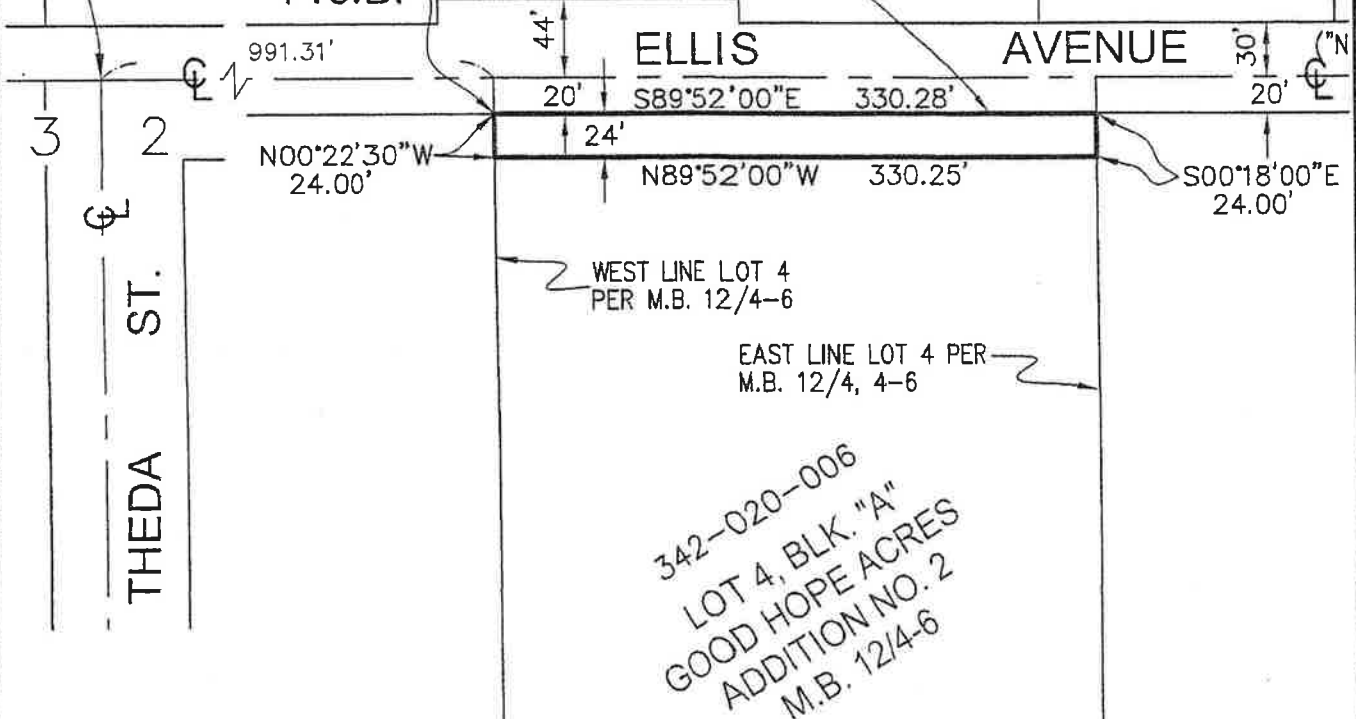 991.31'
44'
ELLIS AVENUE
30'
("N
20'
S89°52'00"E 330.28'
20'
3 2
24'
N00°22'30"W
24.00'
N89°52'00"W 330.25'
S00°18'00"E
24.00'
WEST LINE LOT 4
PER M.B. 12/4-6
EAST LINE LOT 4 PER
M.B. 12/4, 4-6
THEDA ST.
342-020-006
LOT 4, BLK. "A"
GOOD HOPE ACRES
ADDITION NO. 2
M.B. 12/4-6